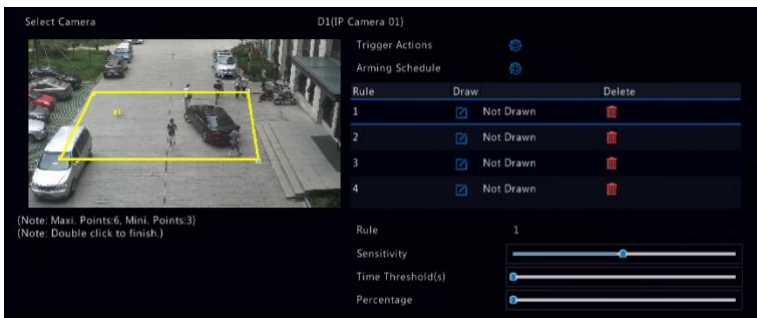 Select Camera D1(IP Camera 01)
Trigger Actions
Arming Schedule
Rule Draw Delete
1 Not Drawn
2 Not Drawn
3 Not Drawn
4 Not Drawn
(Note: Maxi. Points:6, Mini. Points:3)
(Note: Double click to finish.)
Rule 1
Sensitivity
Time Threshold(s)
Percentage